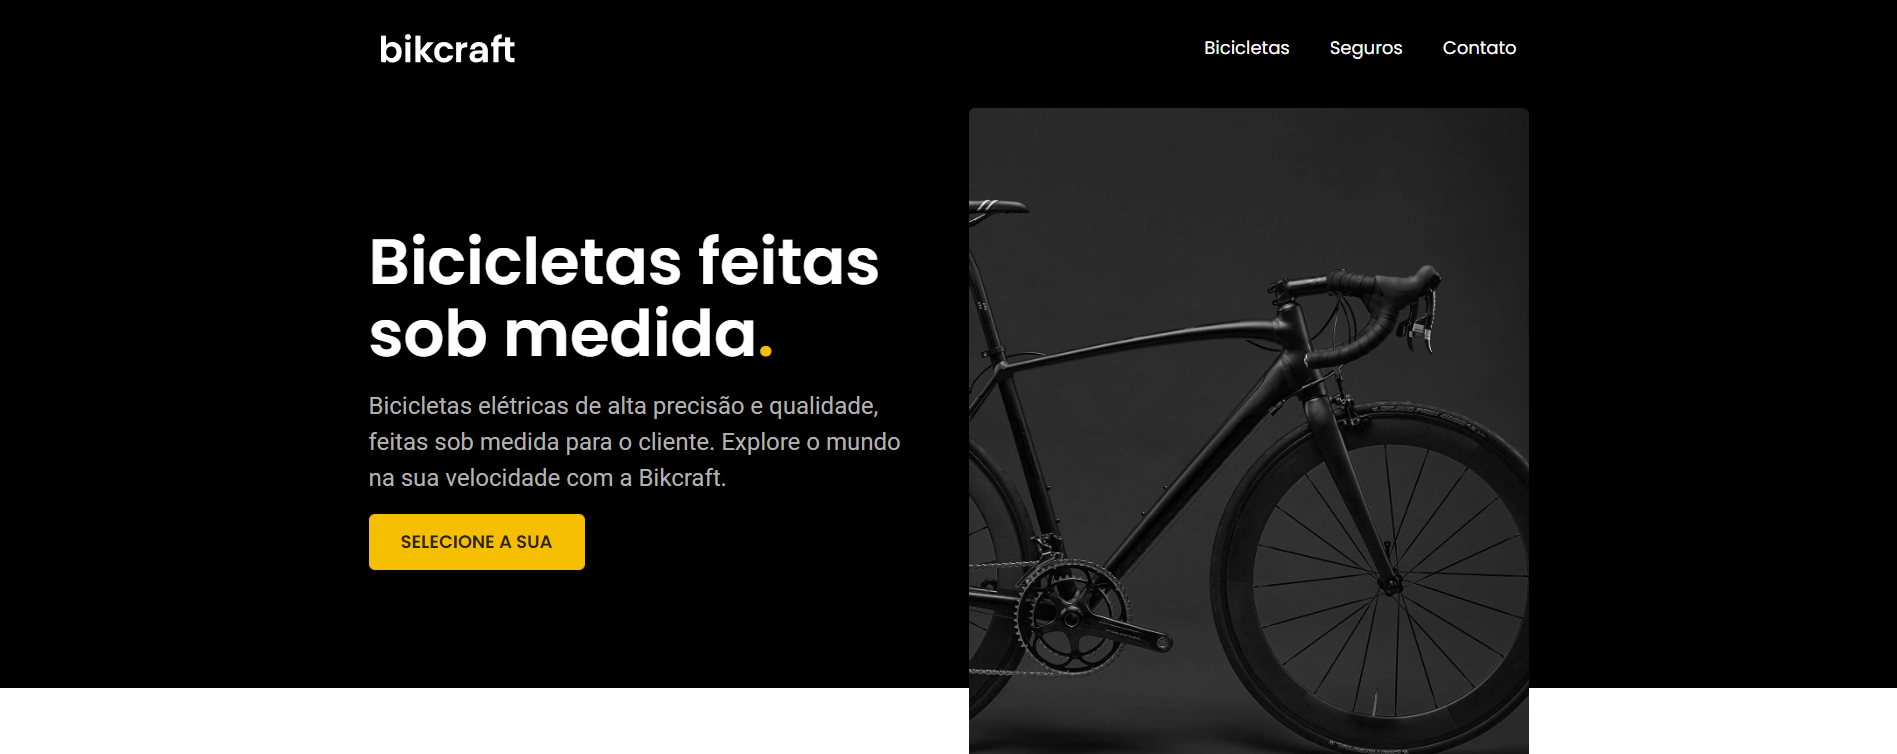 bikcraft
Bicicletas Seguros Contato
Bicicletas feitas
sob medida.
Bicicletas elétricas de alta precisão e qualidade,
feitas sob medida para o cliente. Explore o mundo
na sua velocidade com a Bikcraft.
SELECIONE A SUA